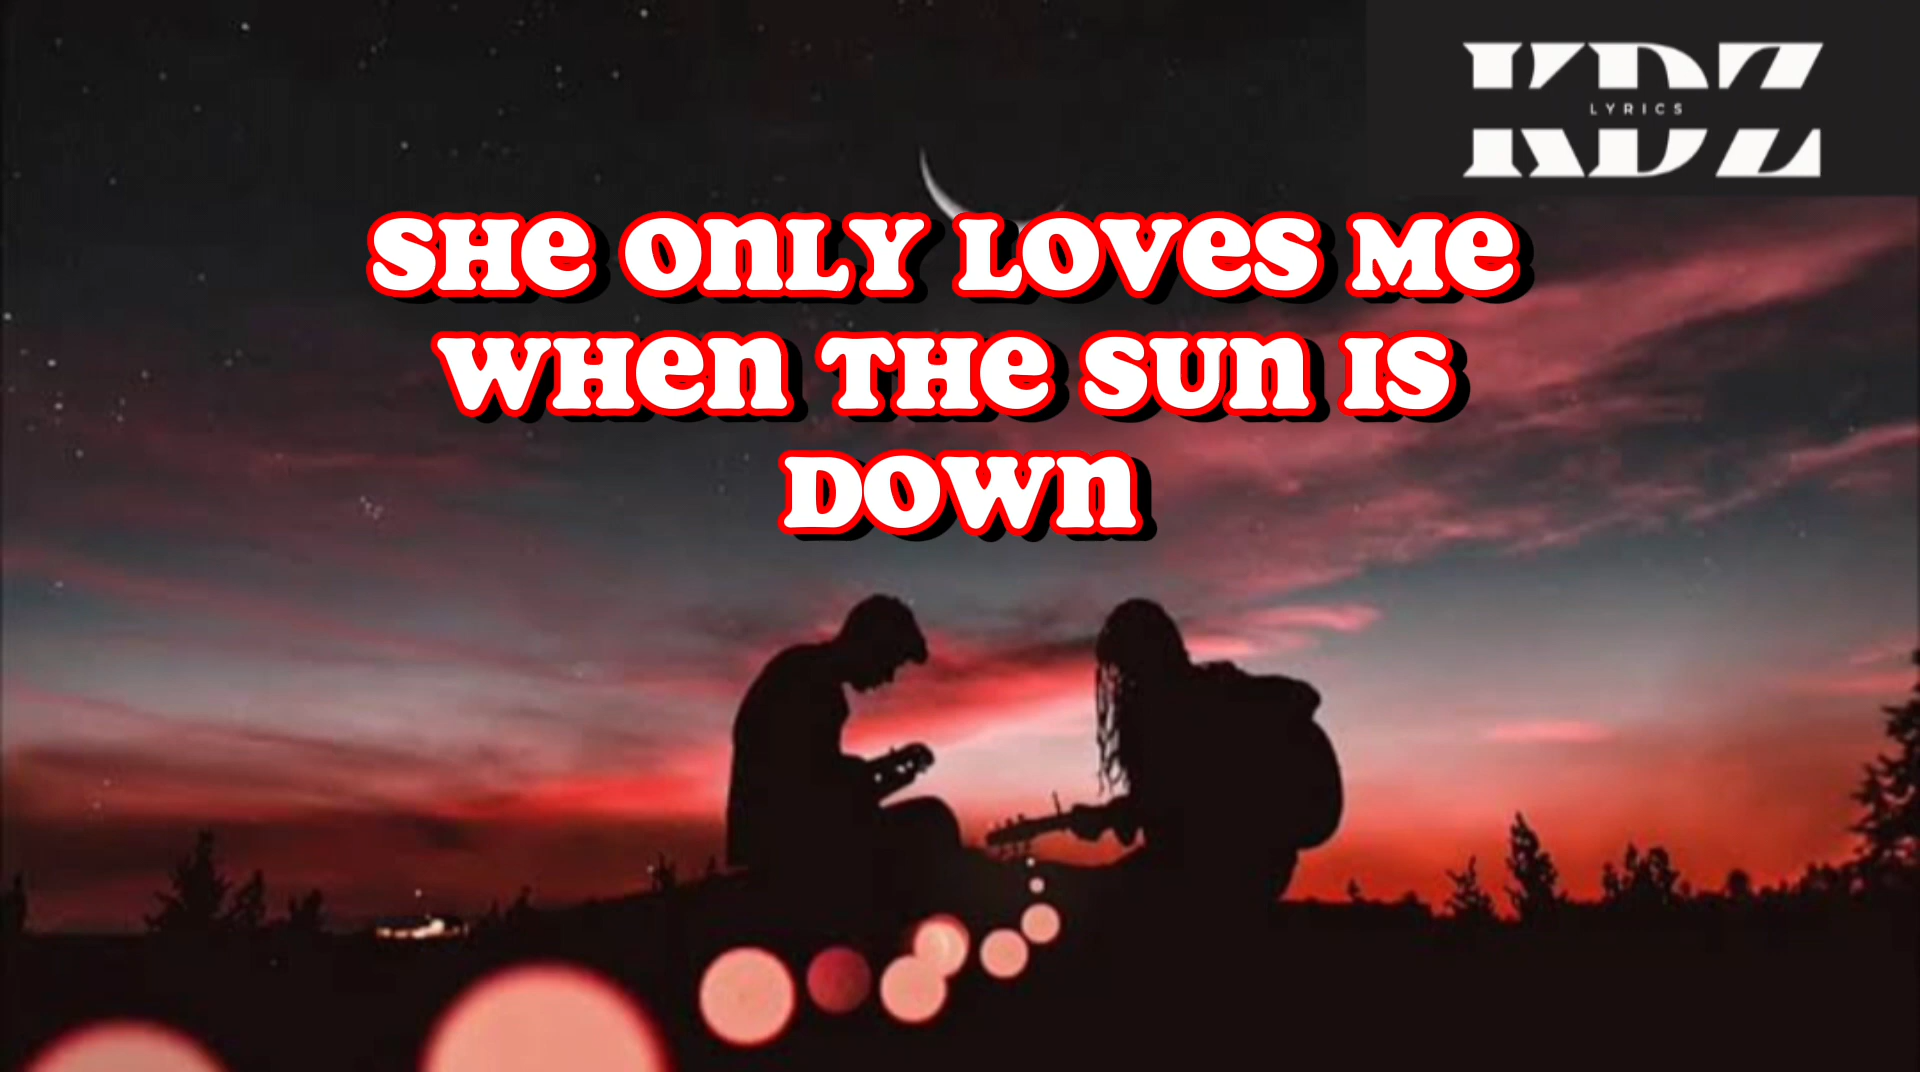 KDZ
LYRICS
SHe OnLY LOVeS Me
WHen THe SUn IS
DOWn